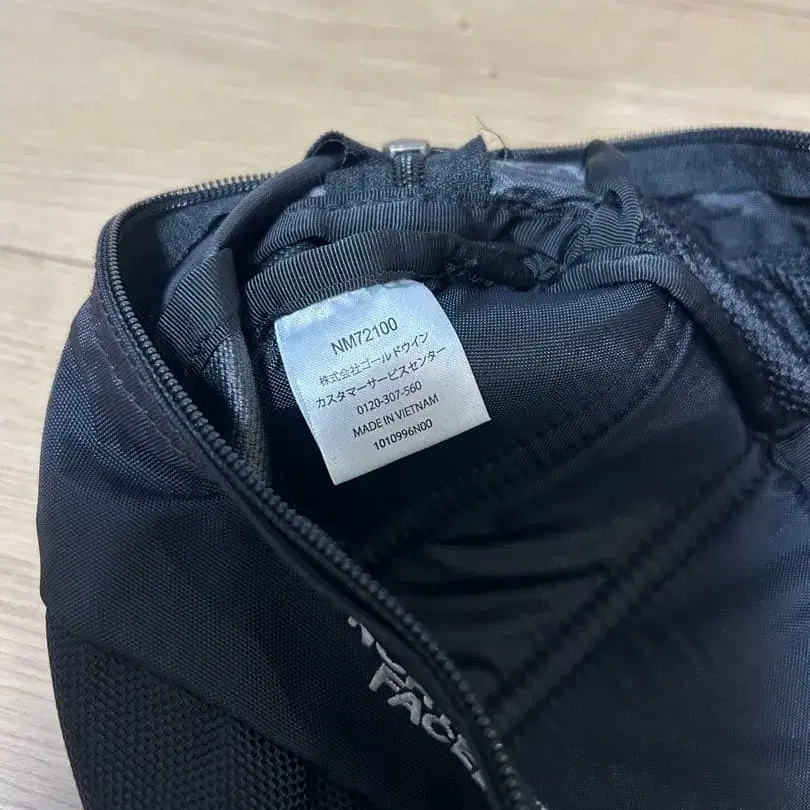 NM72100
株式会社ゴールドウイン
カスタマーサービスセンター
0120-307-560
MADE IN VIETNAM
1010996N00
FACE